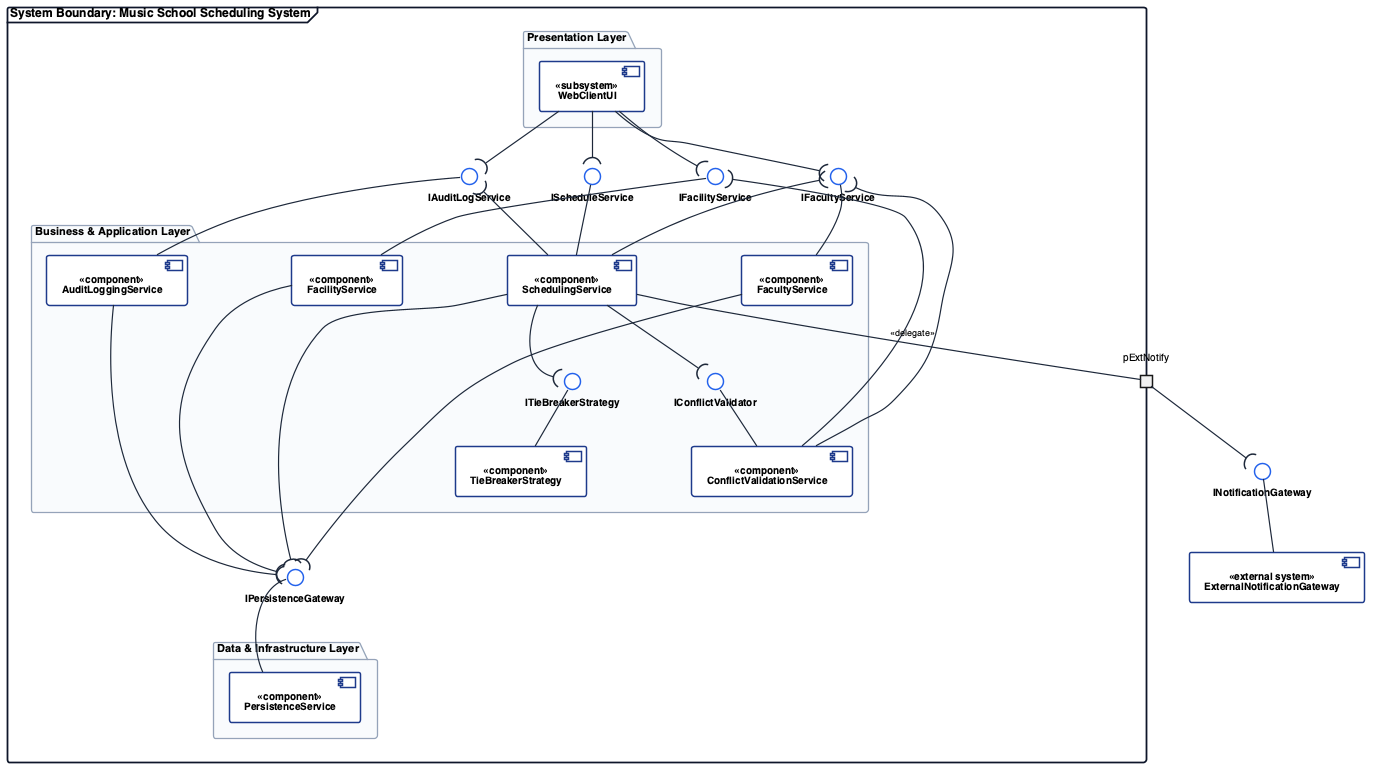 System Boundary: Music School Scheduling System
Presentation Layer
«subsystem»
WebClientUI
IAuditLogService
IScheduleService
IFacilityService
IFacultyService
Business & Application Layer
«component»
AuditLoggingService
«component»
FacilityService
«component»
SchedulingService
«component»
FacultyService
«delegate»
pExtNotify
ITieBreakerStrategy
IConflictValidator
«component»
TieBreakerStrategy
«component»
ConflictValidationService
INotificationGateway
«external system»
ExternalNotificationGateway
IPersistenceGateway
Data & Infrastructure Layer
«component»
PersistenceService